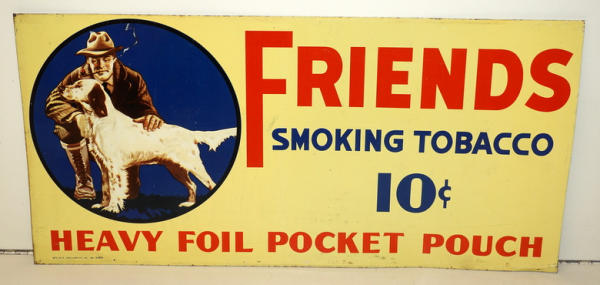 FRIENDS
SMOKING TOBACCO
10¢
HEAVY FOIL POCKET POUCH